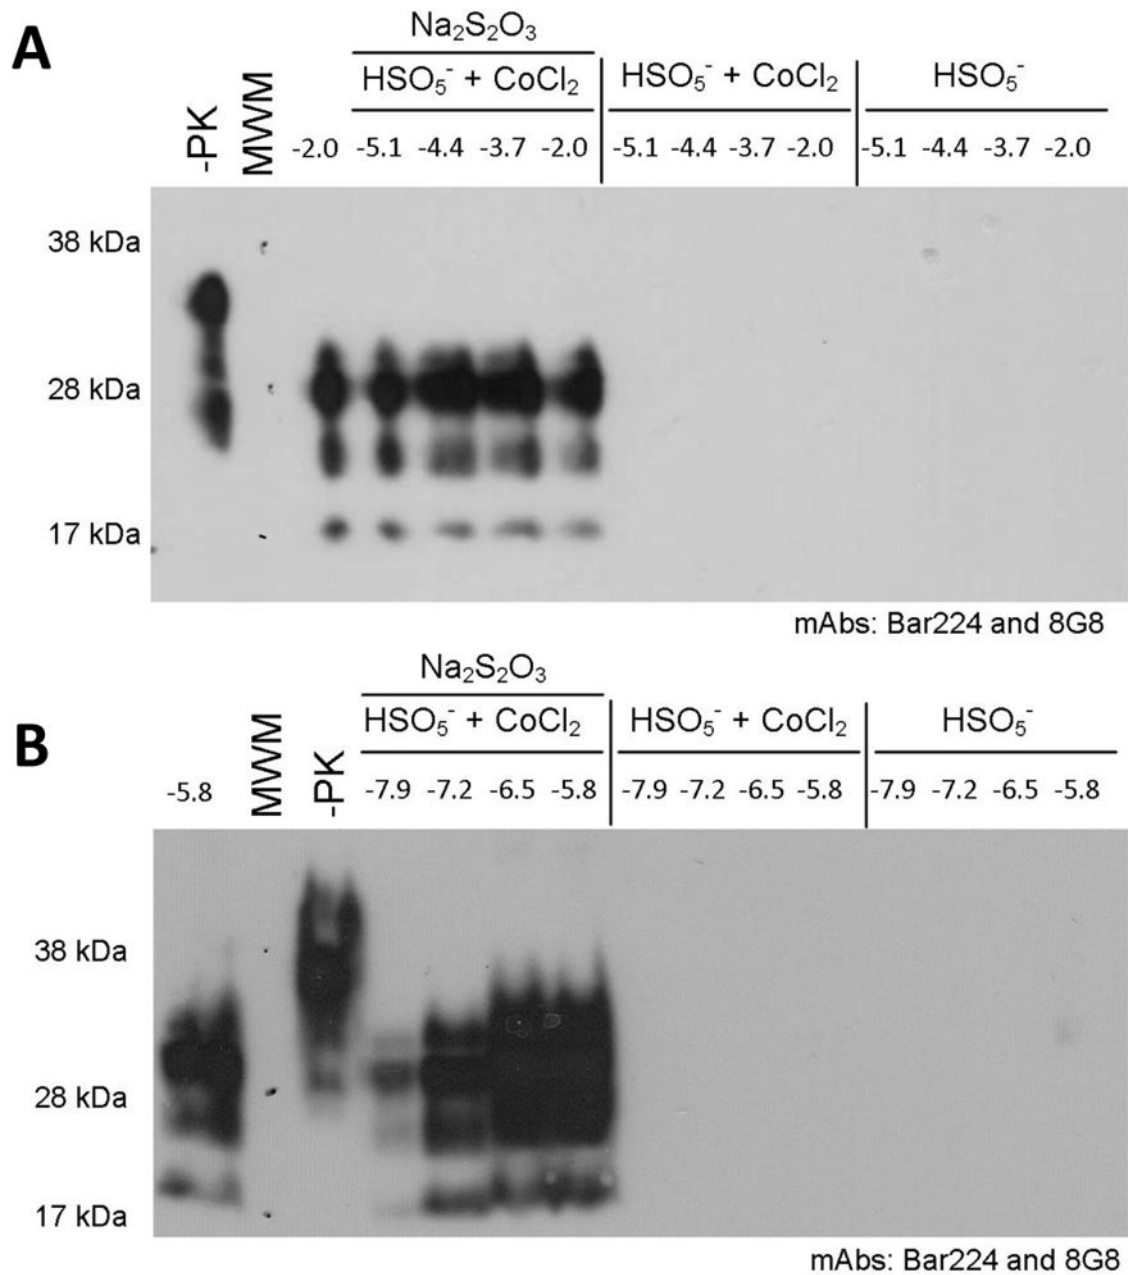 A
Na₂S₂O₃
HSO₅⁻ + CoCl₂ HSO₅⁻ + CoCl₂ HSO₅⁻
-PK MWM -2.0 -5.1 -4.4 -3.7 -2.0 -5.1 -4.4 -3.7 -2.0 -5.1 -4.4 -3.7 -2.0
38 kDa
28 kDa
17 kDa
mAbs: Bar224 and 8G8
B
Na₂S₂O₃
HSO₅⁻ + CoCl₂ HSO₅⁻ + CoCl₂ HSO₅⁻
-5.8 MWM -PK -7.9 -7.2 -6.5 -5.8 -7.9 -7.2 -6.5 -5.8 -7.9 -7.2 -6.5 -5.8
38 kDa
28 kDa
17 kDa
mAbs: Bar224 and 8G8